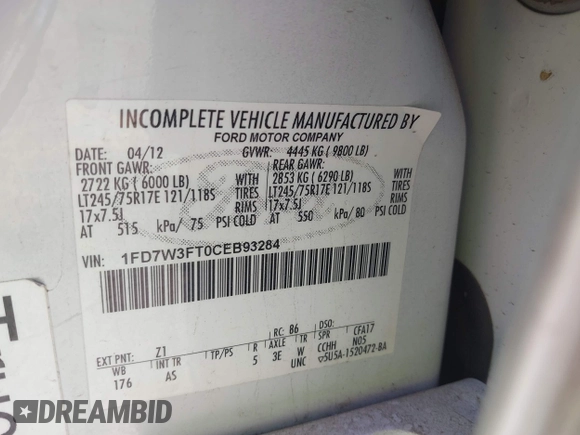 INCOMPLETE VEHICLE MANUFACTURED BY
FORD MOTOR COMPANY
DATE: 04/12 GVWR: 4445 KG ( 9800 LB)
FRONT GAWR: REAR GAWR:
2722 KG ( 6000 LB) WITH 2853 KG ( 6290 LB) WITH
LT245/75R17E 121/118S TIRES LT245/75R17E 121/118S TIRES
17x7.5J RIMS 17x7.5J RIMS
AT 515 kPa/ 75 PSI COLD AT 550 kPa/ 80 PSI COLD
VIN: 1FD7W3FT0CEB93284
RC: B6 DSO:
EXT PNT: Z1 R AXLE TR SPR CFA17
WB INT TR TP/PS 5 3E W CCHH N05
176 AS UNC 5U5A-1520472-BA
H
S
DREAMBID